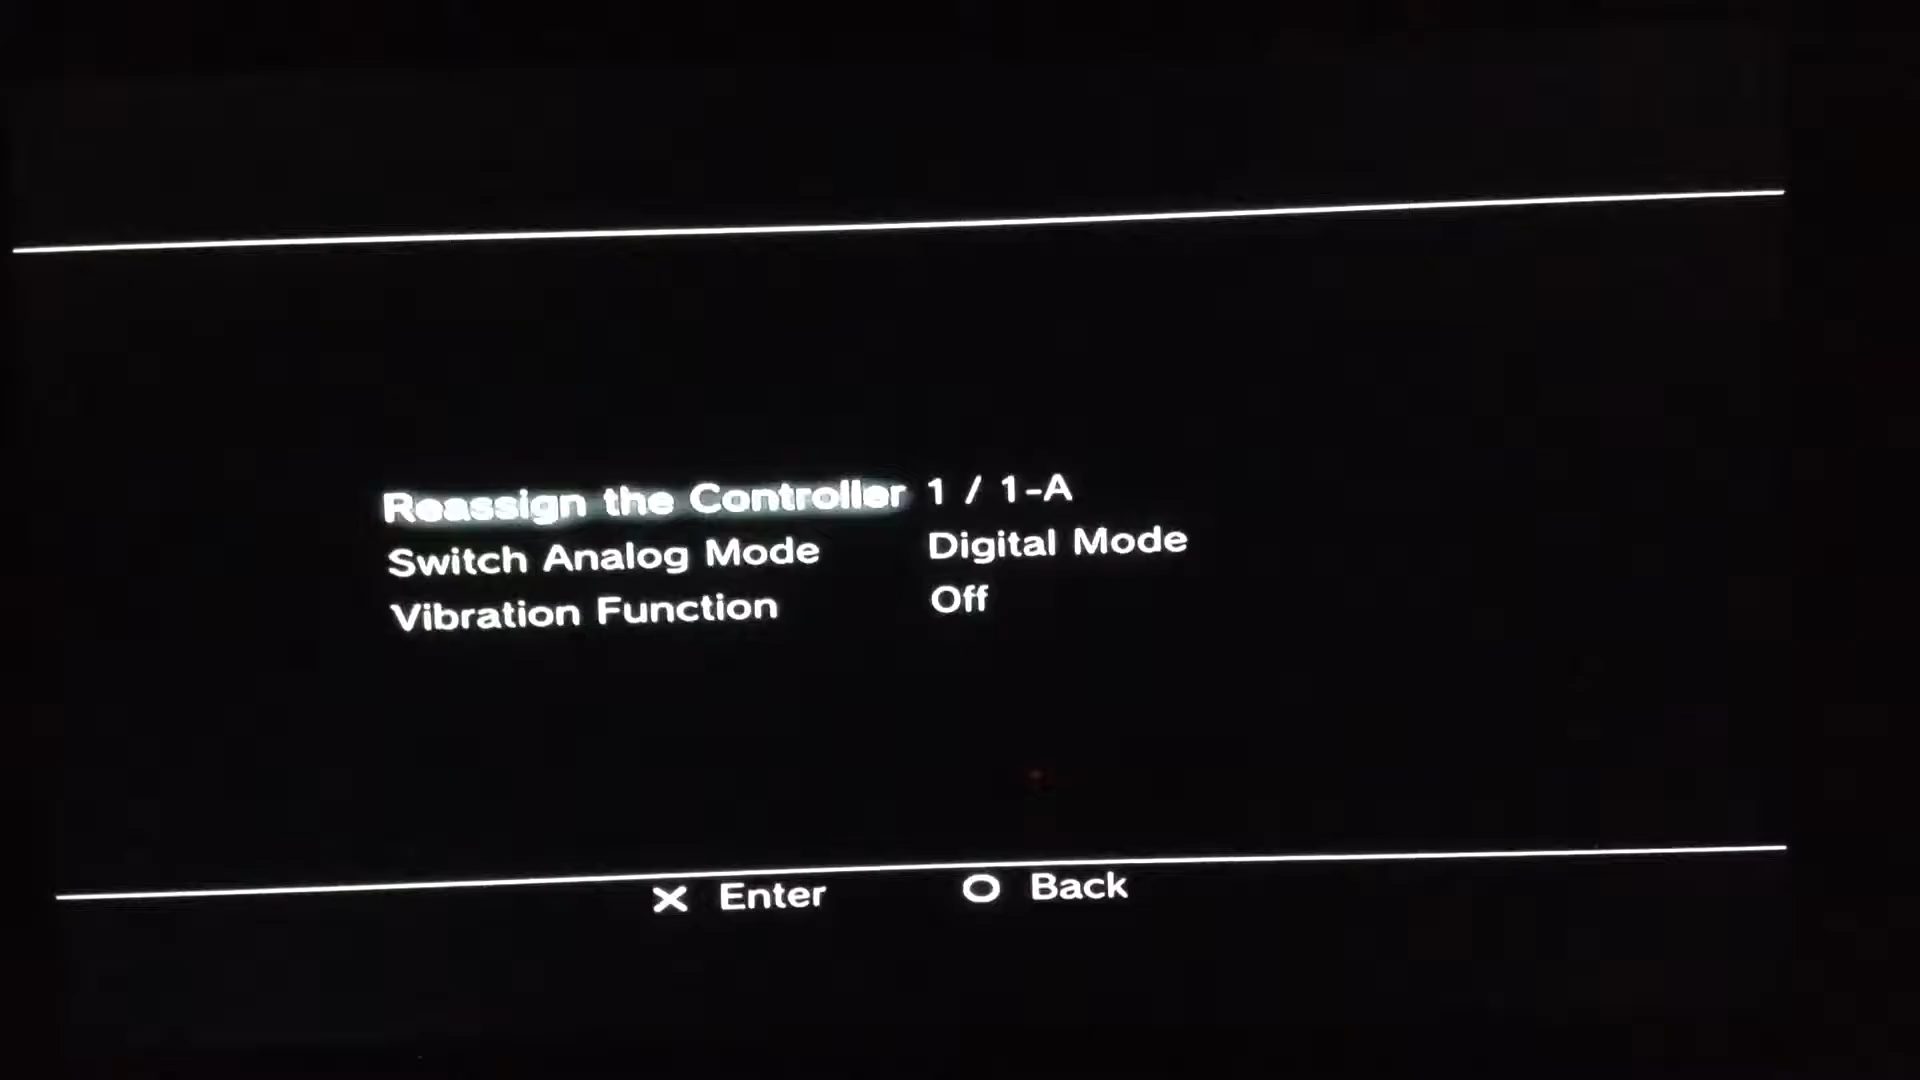 Reassign the Controller 1 / 1-A
Switch Analog Mode Digital Mode
Vibration Function Off
X Enter O Back